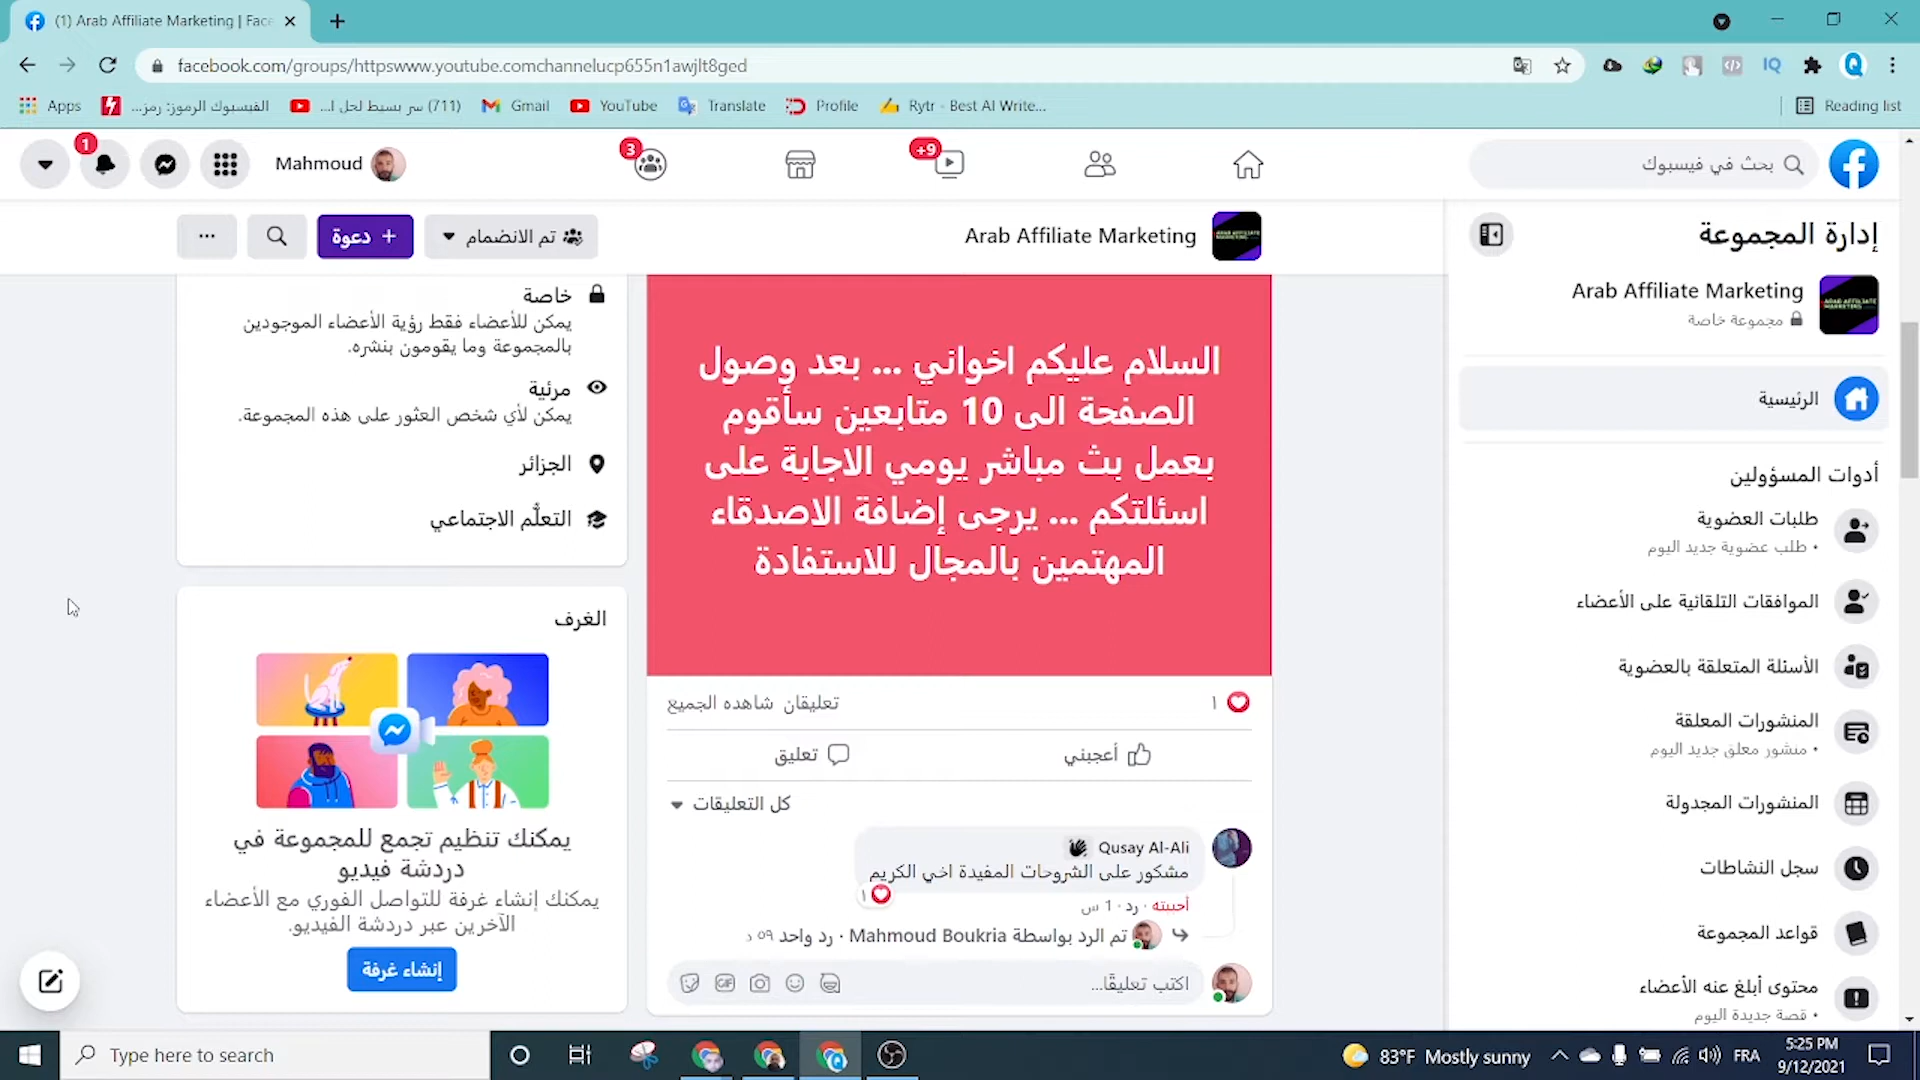 (1) Arab Affiliate Marketing | Face
facebook.com/groups/httpswww.youtube.comchannelucp655n1awjlt8ged
Apps
الفيسبوك الرموز: رمز...
(711) سر بسيط لحل ا...
Gmail
YouTube
Translate
Profile
Rytr - Best AI Write...
Reading list
1
Mahmoud
3
+9
بحث في فيسبوك
دعوة
تم الانضمام
Arab Affiliate Marketing
إدارة المجموعة
Arab Affiliate Marketing
مجموعة خاصة
الرئيسية
أدوات المسؤولين
طلبات العضوية
• طلب عضوية جديد اليوم
الموافقات التلقائية على الأعضاء
الأسئلة المتعلقة بالعضوية
المنشورات المعلقة
• منشور معلق جديد اليوم
المنشورات المجدولة
سجل النشاطات
قواعد المجموعة
محتوى أبلغ عنه الأعضاء
• قصة جديدة اليوم
السلام عليكم اخواني ... بعد وصول
الصفحة الى 10 متابعين سأقوم
بعمل بث مباشر يومي الاجابة على
اسئلتكم ... يرجى إضافة الاصدقاء
المهتمين بالمجال للاستفادة
١
تعليقان شاهده الجميع
أعجبني
تعليق
كل التعليقات
Qusay Al-Ali
مشكور على الشروحات المفيدة اخي الكريم
١
أحببته · رد · 1 س
تم الرد بواسطة Mahmoud Boukria · رد واحد ٥٩ د
اكتب تعليقًا...
خاصة
يمكن للأعضاء فقط رؤية الأعضاء الموجودين
بالمجموعة وما يقومون بنشره.
مرئية
يمكن لأي شخص العثور على هذه المجموعة.
الجزائر
التعلّم الاجتماعي
الغرف
يمكنك تنظيم تجمع للمجموعة في
دردشة فيديو
يمكنك إنشاء غرفة للتواصل الفوري مع الأعضاء
الآخرين عبر دردشة الفيديو.
إنشاء غرفة
Type here to search
83°F Mostly sunny
FRA
5:25 PM
9/12/2021